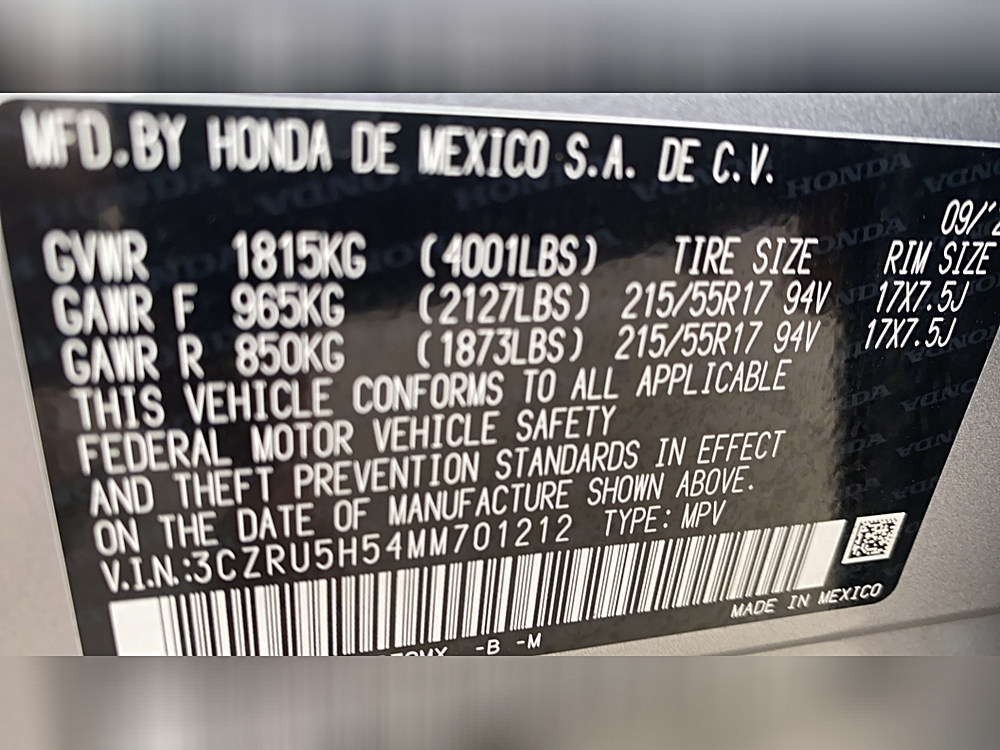 MFD.BY HONDA DE MEXICO S.A. DE C.V.
09/2
GVWR 1815KG (4001LBS) TIRE SIZE RIM SIZE
GAWR F 965KG (2127LBS) 215/55R17 94V 17X7.5J
GAWR R 850KG (1873LBS) 215/55R17 94V 17X7.5J
THIS VEHICLE CONFORMS TO ALL APPLICABLE
FEDERAL MOTOR VEHICLE SAFETY
AND THEFT PREVENTION STANDARDS IN EFFECT
ON THE DATE OF MANUFACTURE SHOWN ABOVE.
V.I.N.:3CZRU5H54MM701212 TYPE: MPV
-B -M
MADE IN MEXICO